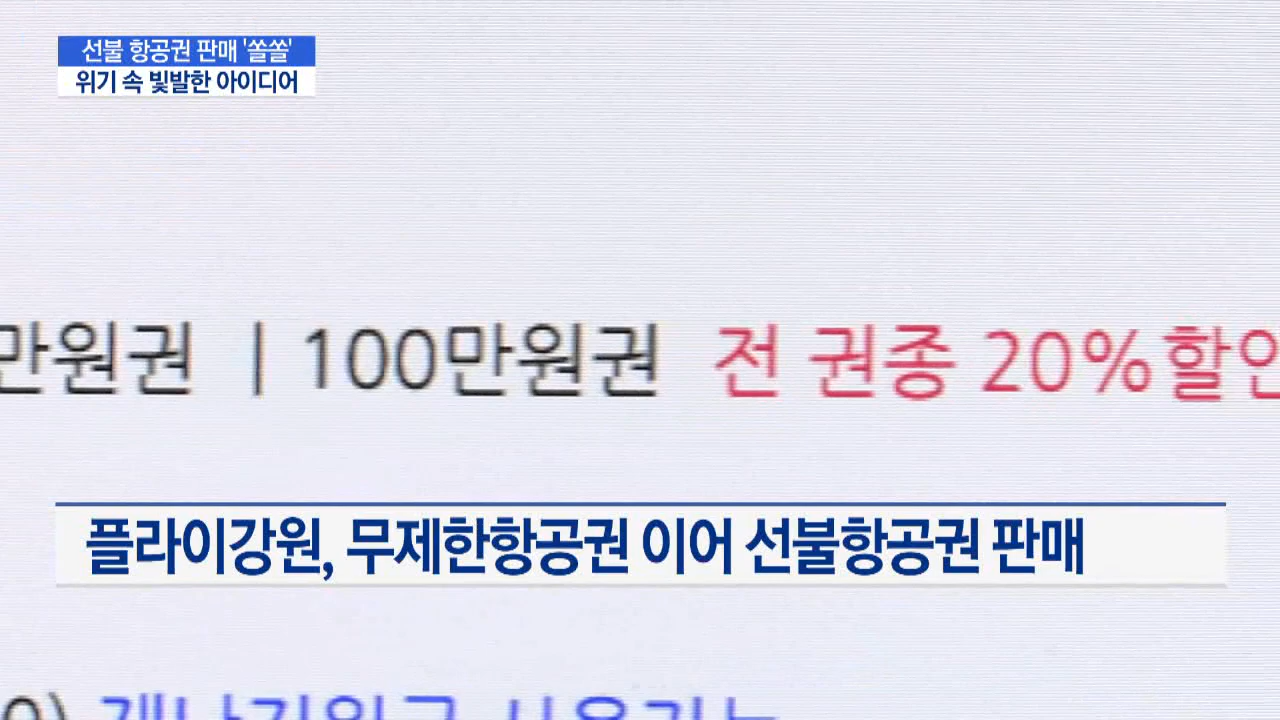 선불 항공권 판매 '쏠쏠'
위기 속 빛발한 아이디어
만원권 | 100만원권 전 권종 20%할인
플라이강원, 무제한항공권 이어 선불항공권 판매